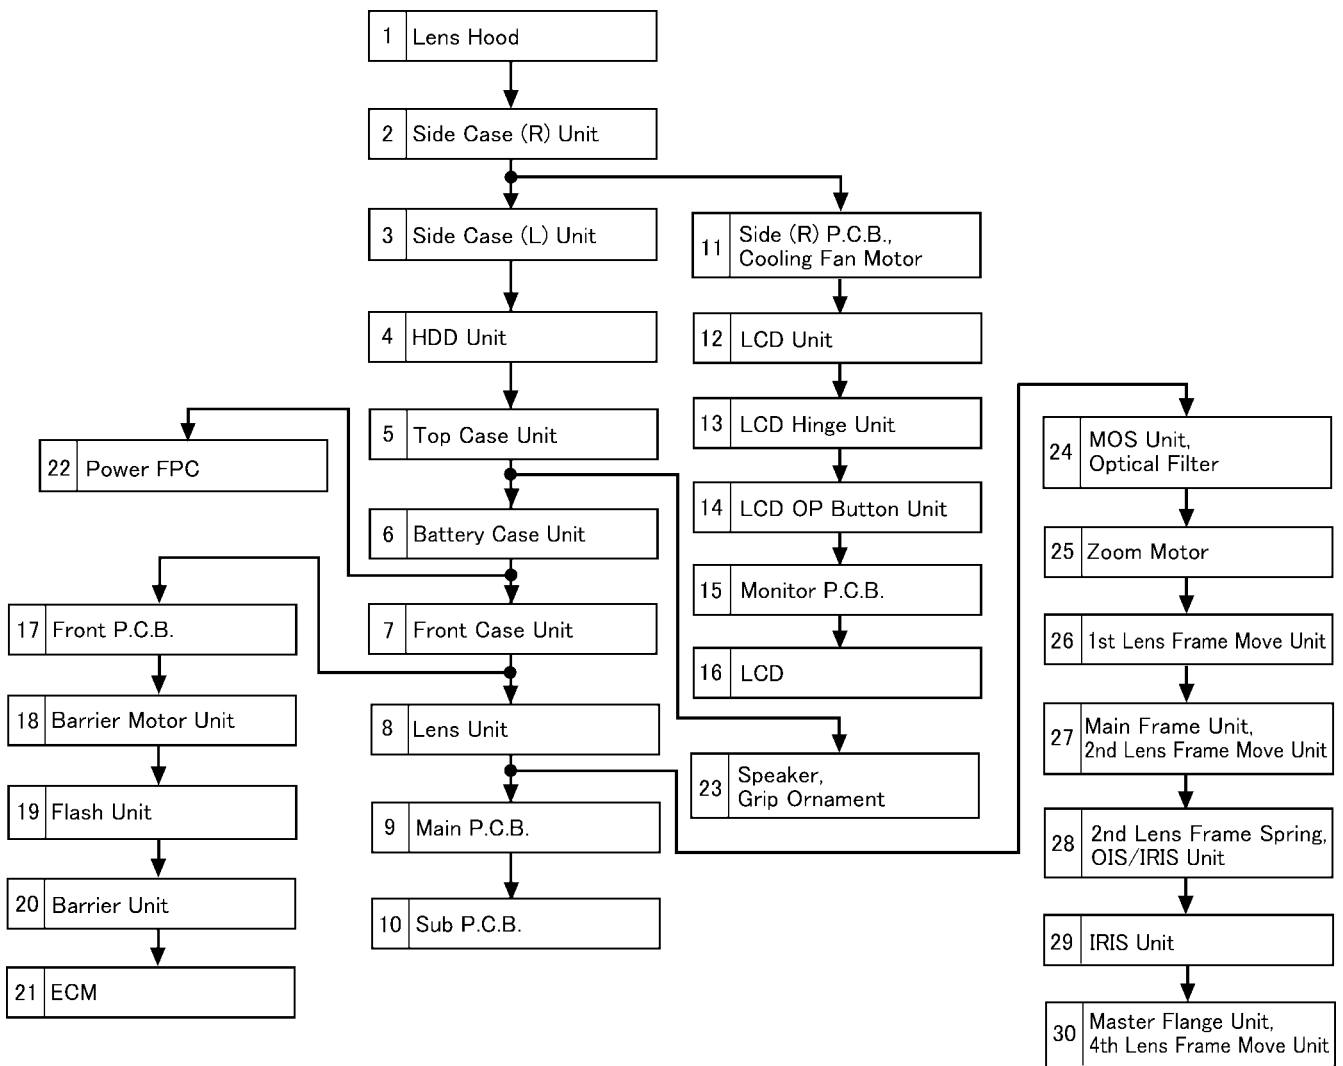 1 Lens Hood
2 Side Case (R) Unit
3 Side Case (L) Unit
4 HDD Unit
5 Top Case Unit
6 Battery Case Unit
7 Front Case Unit
8 Lens Unit
9 Main P.C.B.
10 Sub P.C.B.
11 Side (R) P.C.B.,
Cooling Fan Motor
12 LCD Unit
13 LCD Hinge Unit
14 LCD OP Button Unit
15 Monitor P.C.B.
16 LCD
17 Front P.C.B.
18 Barrier Motor Unit
19 Flash Unit
20 Barrier Unit
21 ECM
22 Power FPC
23 Speaker,
Grip Ornament
24 MOS Unit,
Optical Filter
25 Zoom Motor
26 1st Lens Frame Move Unit
27 Main Frame Unit,
2nd Lens Frame Move Unit
28 2nd Lens Frame Spring,
OIS/IRIS Unit
29 IRIS Unit
30 Master Flange Unit,
4th Lens Frame Move Unit